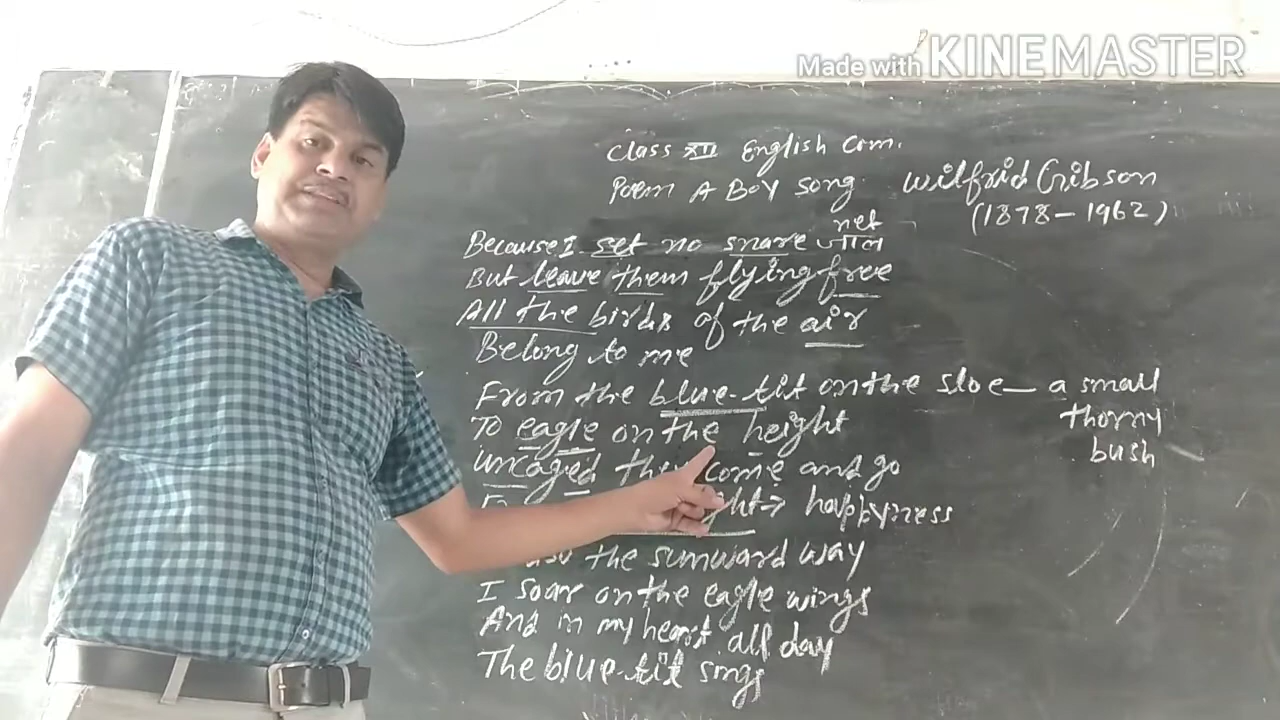 Made with KINEMASTER
Class XII English Com.
Poem A Boy song Wilfrid Gibson
(1878-1962)
net
Because I set no snare जाल
But leave them flying free
All the birds of the air
Belong to me
From the blue-tit on the sloe - a small
thorny
bush
To eagle on the height
uncaged they come and go
→ happyness
the sunward way
I soar on the eagle wings
And in my heart all day
The blue-tit sings